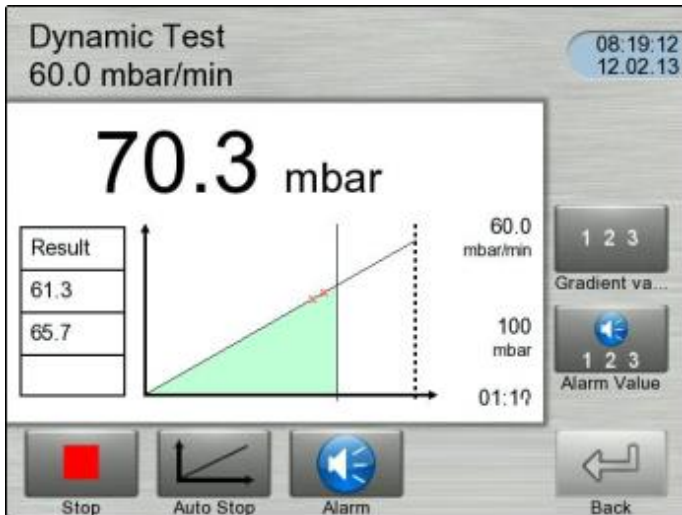 Dynamic Test
60.0 mbar/min
08:19:12
12.02.13
70.3 mbar
Result
61.3
65.7
60.0
mbar/min
100
mbar
1 2 3
Gradient va...
1 2 3
Alarm Value
Stop
Auto Stop
Alarm
Back